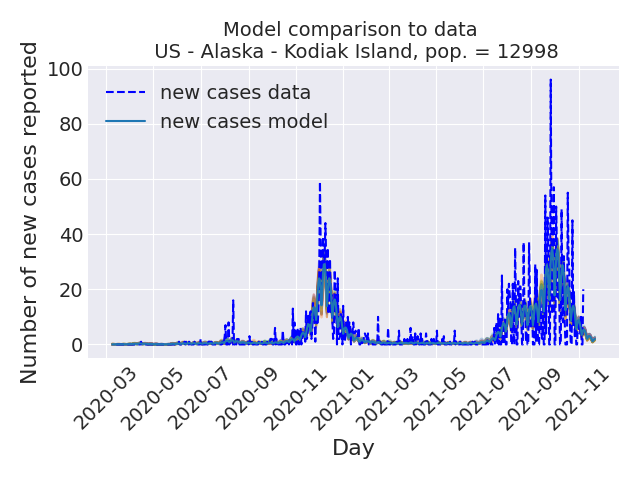 Model comparison to data
US - Alaska - Kodiak Island, pop. = 12998
Number of new cases reported
100
80
60
40
20
0
new cases data
new cases model
2020-03
2020-05
2020-07
2020-09
2020-11
2021-01
2021-03
2021-05
2021-07
2021-09
2021-11
Day